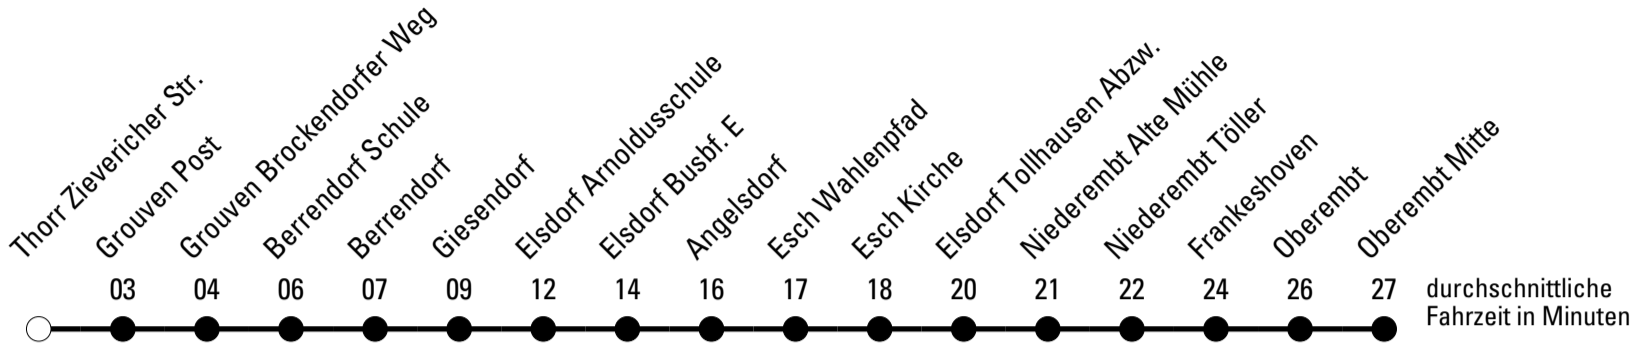 Thorr Zievericher Str.
Grouven Post
Grouven Brockendorfer Weg
Berrendorf Schule
Berrendorf
Giesendorf
Elsdorf Arnoldusschule
Elsdorf Busbf. E
Angelsdorf
Esch Wahlenpfad
Esch Kirche
Elsdorf Tollhausen Abzw.
Niederembt Alte Mühle
Niederembt Töller
Frankeshoven
Oberembt
Oberembt Mitte
03 04 06 07 09 12 14 16 17 18 20 21 22 24 26 27
durchschnittliche
Fahrzeit in Minuten